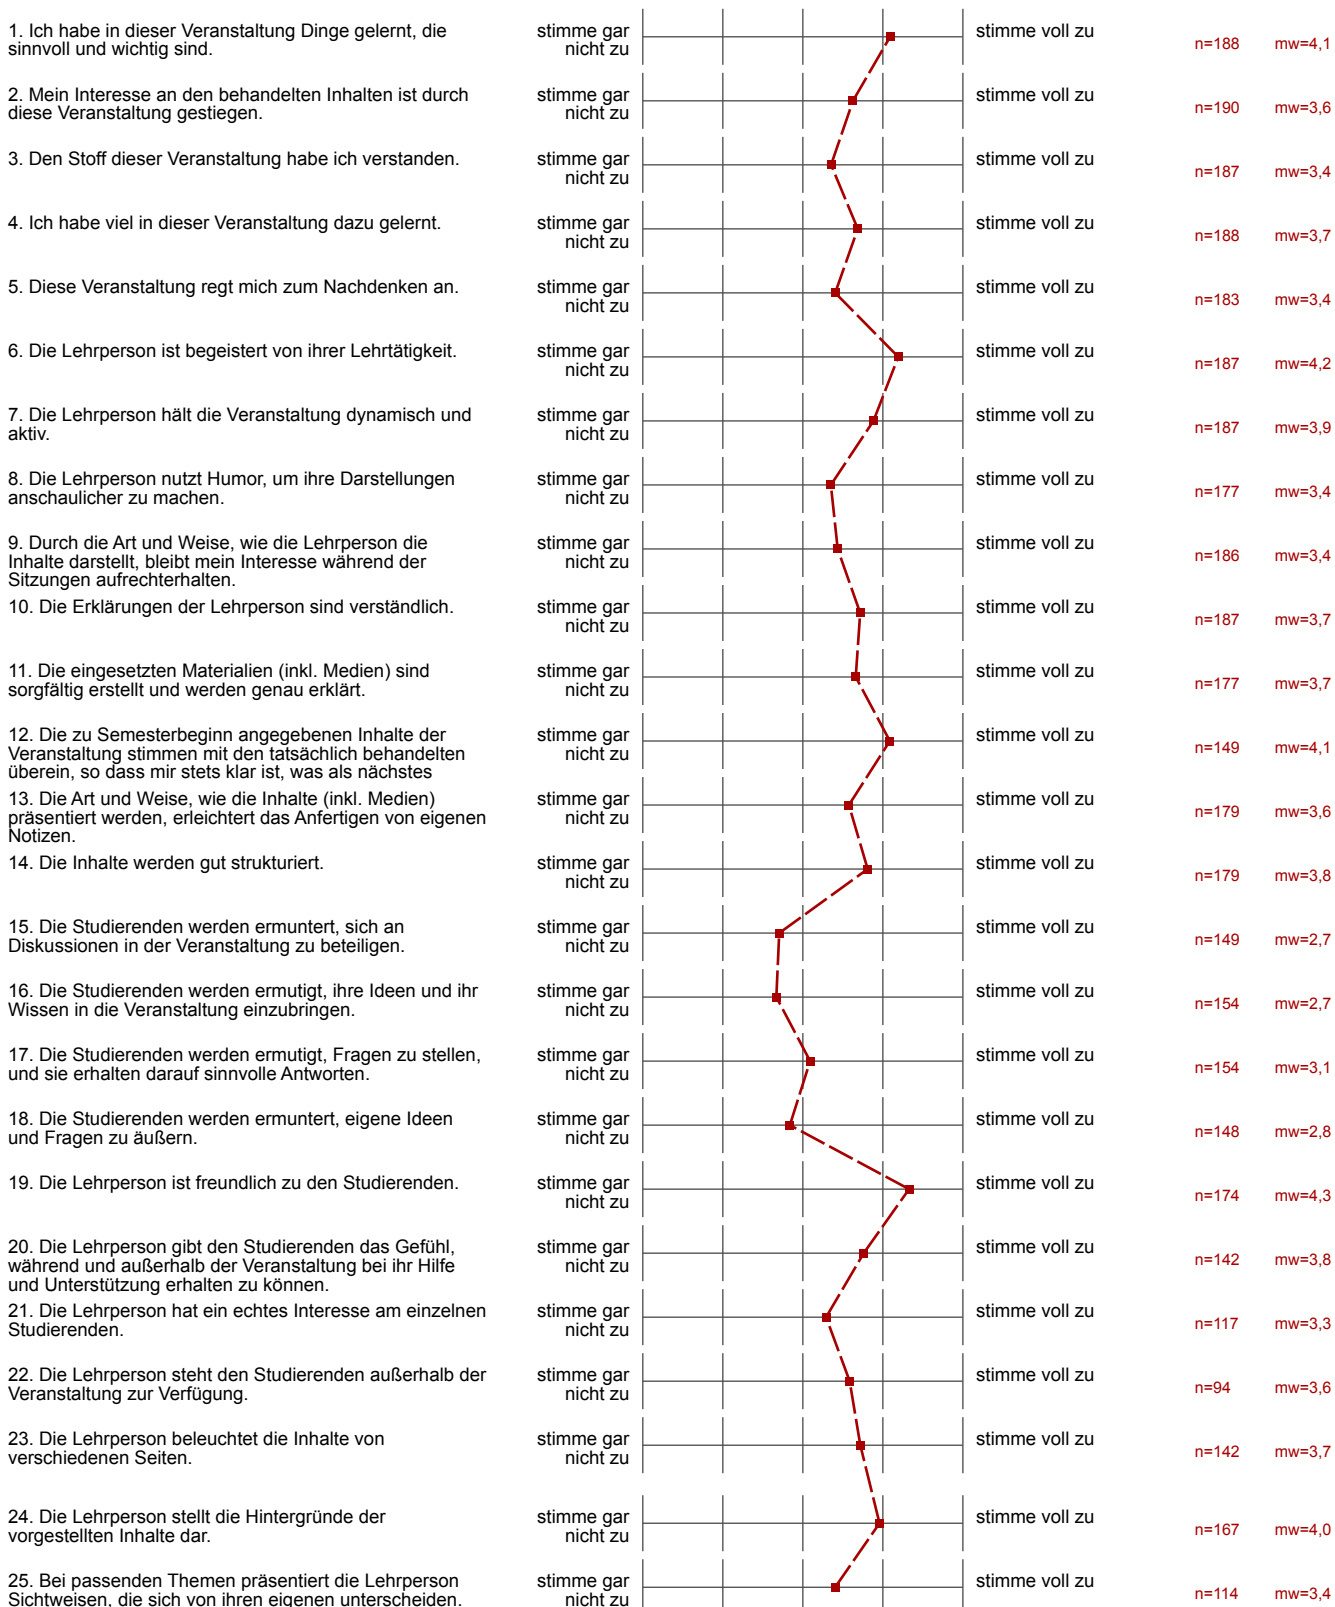 1. Ich habe in dieser Veranstaltung Dinge gelernt, die
sinnvoll und wichtig sind.
stimme gar
nicht zu
stimme voll zu
n=188 mw=4,1
2. Mein Interesse an den behandelten Inhalten ist durch
diese Veranstaltung gestiegen.
stimme gar
nicht zu
stimme voll zu
n=190 mw=3,6
3. Den Stoff dieser Veranstaltung habe ich verstanden.
stimme gar
nicht zu
stimme voll zu
n=187 mw=3,4
4. Ich habe viel in dieser Veranstaltung dazu gelernt.
stimme gar
nicht zu
stimme voll zu
n=188 mw=3,7
5. Diese Veranstaltung regt mich zum Nachdenken an.
stimme gar
nicht zu
stimme voll zu
n=183 mw=3,4
6. Die Lehrperson ist begeistert von ihrer Lehrtätigkeit.
stimme gar
nicht zu
stimme voll zu
n=187 mw=4,2
7. Die Lehrperson hält die Veranstaltung dynamisch und
aktiv.
stimme gar
nicht zu
stimme voll zu
n=187 mw=3,9
8. Die Lehrperson nutzt Humor, um ihre Darstellungen
anschaulicher zu machen.
stimme gar
nicht zu
stimme voll zu
n=177 mw=3,4
9. Durch die Art und Weise, wie die Lehrperson die
Inhalte darstellt, bleibt mein Interesse während der
Sitzungen aufrechterhalten.
stimme gar
nicht zu
stimme voll zu
n=186 mw=3,4
10. Die Erklärungen der Lehrperson sind verständlich.
stimme gar
nicht zu
stimme voll zu
n=187 mw=3,7
11. Die eingesetzten Materialien (inkl. Medien) sind
sorgfältig erstellt und werden genau erklärt.
stimme gar
nicht zu
stimme voll zu
n=177 mw=3,7
12. Die zu Semesterbeginn angegebenen Inhalte der
Veranstaltung stimmen mit den tatsächlich behandelten
überein, so dass mir stets klar ist, was als nächstes
stimme gar
nicht zu
stimme voll zu
n=149 mw=4,1
13. Die Art und Weise, wie die Inhalte (inkl. Medien)
präsentiert werden, erleichtert das Anfertigen von eigenen
Notizen.
stimme gar
nicht zu
stimme voll zu
n=179 mw=3,6
14. Die Inhalte werden gut strukturiert.
stimme gar
nicht zu
stimme voll zu
n=179 mw=3,8
15. Die Studierenden werden ermuntert, sich an
Diskussionen in der Veranstaltung zu beteiligen.
stimme gar
nicht zu
stimme voll zu
n=149 mw=2,7
16. Die Studierenden werden ermutigt, ihre Ideen und ihr
Wissen in die Veranstaltung einzubringen.
stimme gar
nicht zu
stimme voll zu
n=154 mw=2,7
17. Die Studierenden werden ermutigt, Fragen zu stellen,
und sie erhalten darauf sinnvolle Antworten.
stimme gar
nicht zu
stimme voll zu
n=154 mw=3,1
18. Die Studierenden werden ermuntert, eigene Ideen
und Fragen zu äußern.
stimme gar
nicht zu
stimme voll zu
n=148 mw=2,8
19. Die Lehrperson ist freundlich zu den Studierenden.
stimme gar
nicht zu
stimme voll zu
n=174 mw=4,3
20. Die Lehrperson gibt den Studierenden das Gefühl,
während und außerhalb der Veranstaltung bei ihr Hilfe
und Unterstützung erhalten zu können.
stimme gar
nicht zu
stimme voll zu
n=142 mw=3,8
21. Die Lehrperson hat ein echtes Interesse am einzelnen
Studierenden.
stimme gar
nicht zu
stimme voll zu
n=117 mw=3,3
22. Die Lehrperson steht den Studierenden außerhalb der
Veranstaltung zur Verfügung.
stimme gar
nicht zu
stimme voll zu
n=94 mw=3,6
23. Die Lehrperson beleuchtet die Inhalte von
verschiedenen Seiten.
stimme gar
nicht zu
stimme voll zu
n=142 mw=3,7
24. Die Lehrperson stellt die Hintergründe der
vorgestellten Inhalte dar.
stimme gar
nicht zu
stimme voll zu
n=167 mw=4,0
25. Bei passenden Themen präsentiert die Lehrperson
Sichtweisen, die sich von ihren eigenen unterscheiden.
stimme gar
nicht zu
stimme voll zu
n=114 mw=3,4